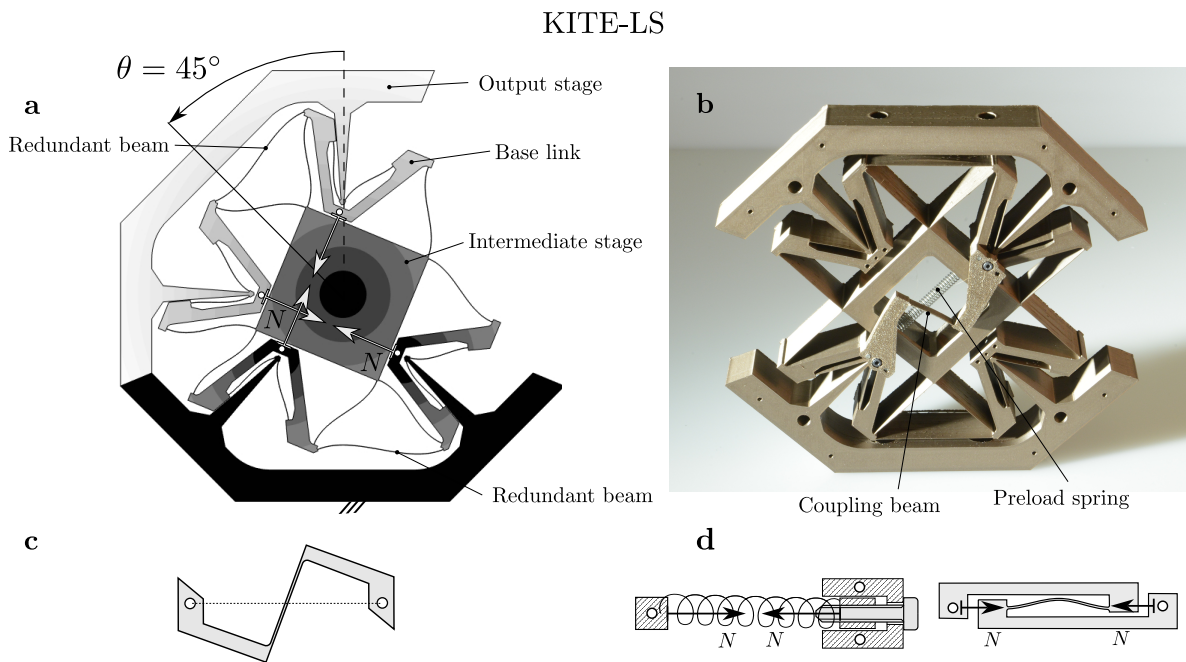 KITE-LS
θ = 45°
a
Output stage
Redundant beam
Base link
Intermediate stage
N
N
Redundant beam
b
Coupling beam
Preload spring
c
d
N
N
N
N